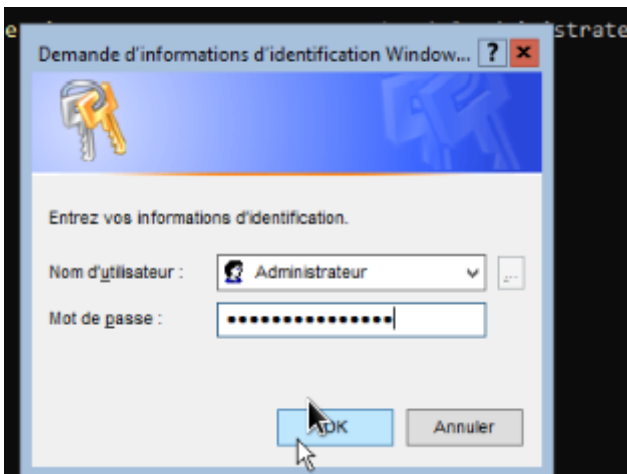 Demande d'informations d'identification Window...
Entrez vos informations d'identification.
Nom d'utilisateur :
Administrateur
...
Mot de passe :
•••••••••••••••
OK
Annuler